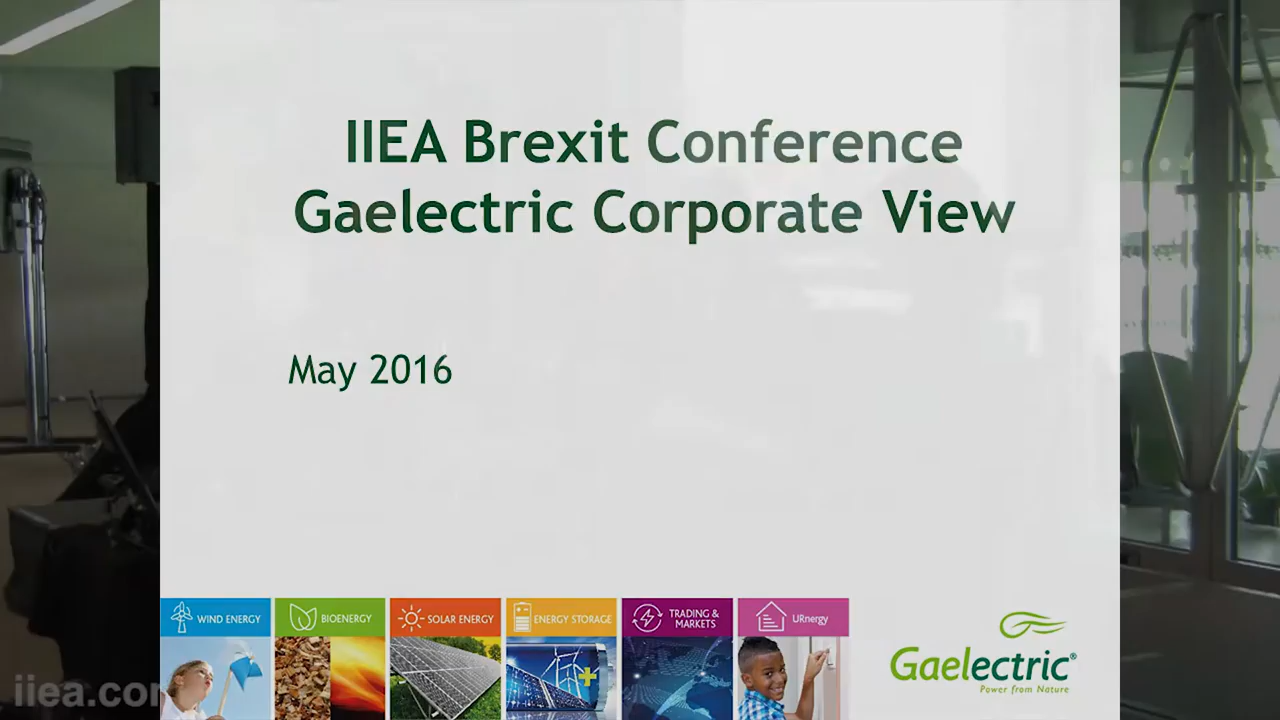 IIEA Brexit Conference
Gaelectric Corporate View
May 2016
WIND ENERGY
BIOENERGY
SOLAR ENERGY
ENERGY STORAGE
TRADING &
MARKETS
URnergy
Gaelectric®
Power from Nature
iiea.co